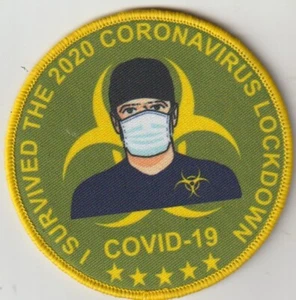 I SURVIVED THE 2020 CORONAVIRUS LOCKDOWN
COVID-19